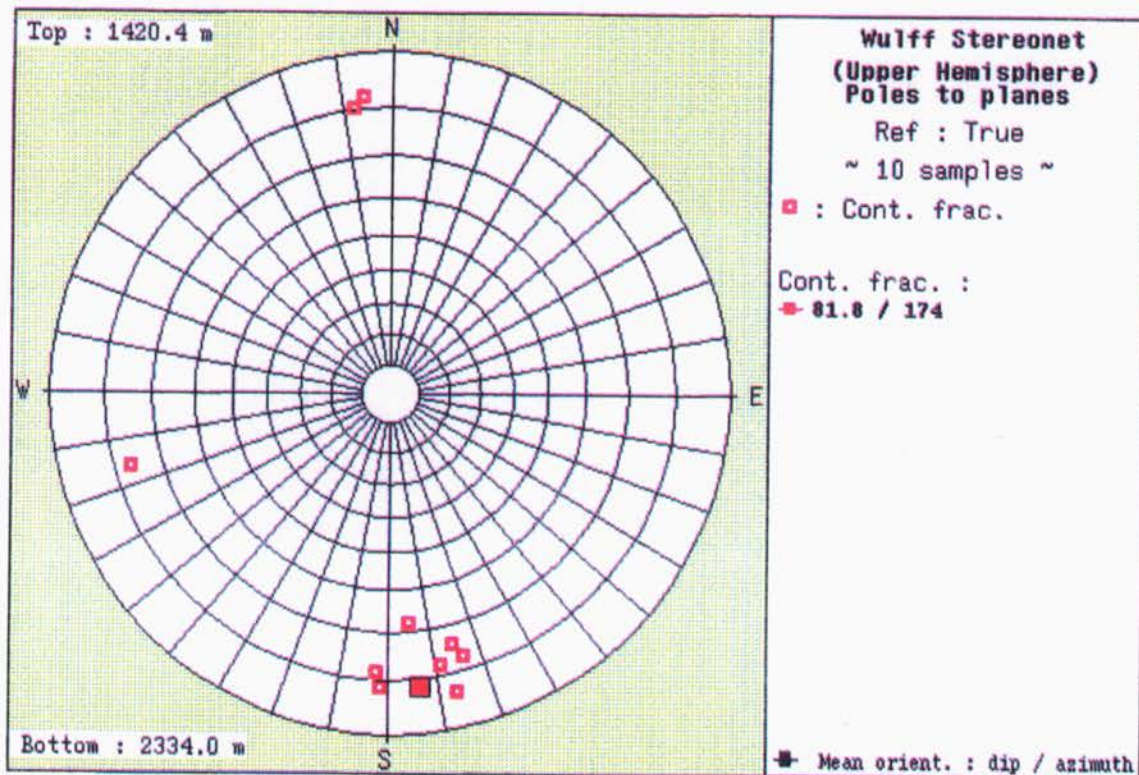 Top : 1420.4 m
N
W
E
S
Bottom : 2334.0 m
Wulff Stereonet
(Upper Hemisphere)
Poles to planes
Ref : True
~ 10 samples ~
: Cont. frac.
Cont. frac. :
81.8 / 174
Mean orient. : dip / azimuth